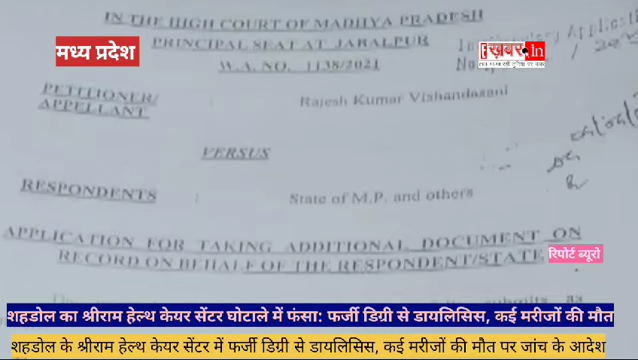 IN THE HIGH COURT OF MADHYA PRADESH
मध्य प्रदेश
PRINCIPAL SEAT AT JABALPUR
ख़बर.In
W.A. NO. 1138/2021
PETITIONER/
APPELLANT : Rajesh Kumar Vishandasani
VERSUS
RESPONDENTS : State of M.P. and others
APPLICATION FOR TAKING ADDITIONAL DOCUMENT ON
RECORD ON BEHALF OF THE RESPONDENT/STATE
रिपोर्ट ब्यूरो
शहडोल का श्रीराम हेल्थ केयर सेंटर घोटाले में फंसा: फर्जी डिग्री से डायलिसिस, कई मरीजों की मौत
शहडोल के श्रीराम हेल्थ केयर सेंटर में फर्जी डिग्री से डायलिसिस, कई मरीजों की मौत पर जांच के आदेश